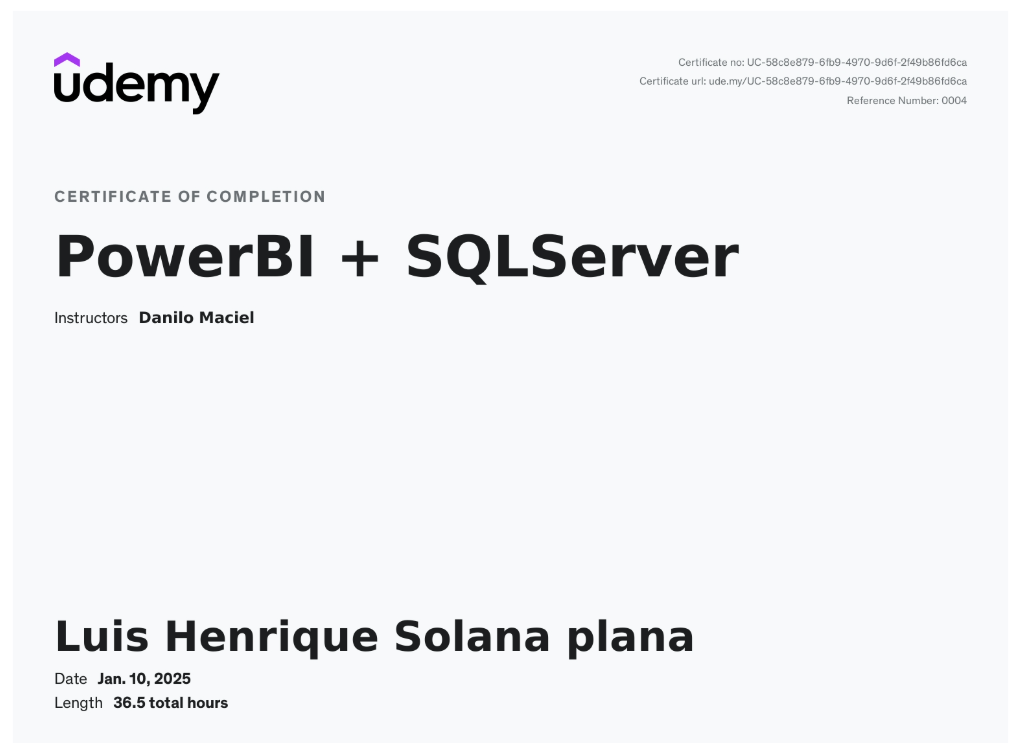 udemy
Certificate no: UC-58c8e879-6fb9-4970-9d6f-2f49b86fd6ca
Certificate url: ude.my/UC-58c8e879-6fb9-4970-9d6f-2f49b86fd6ca
Reference Number: 0004
CERTIFICATE OF COMPLETION
PowerBI + SQLServer
Instructors Danilo Maciel
Luis Henrique Solana plana
Date Jan. 10, 2025
Length 36.5 total hours